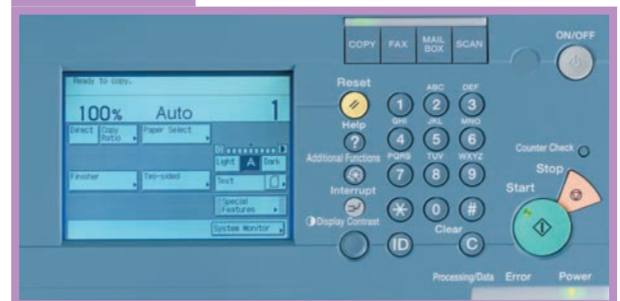 COPY FAX MAIL BOX SCAN
ON/OFF
Ready to copy.
100% Auto 1
Direct Copy Ratio Paper Select
Light A Dark
Finisher Two-sided Text
Special Features
System Monitor
Reset
Help
?
Additional Functions
Interrupt
Display Contrast
ABC DEF
1 2 3
GHI JKL MNO
4 5 6
PQRS TUV WXYZ
7 8 9
0 #
Clear
ID C
Counter Check
Stop
Start
Processing/Data Error Power